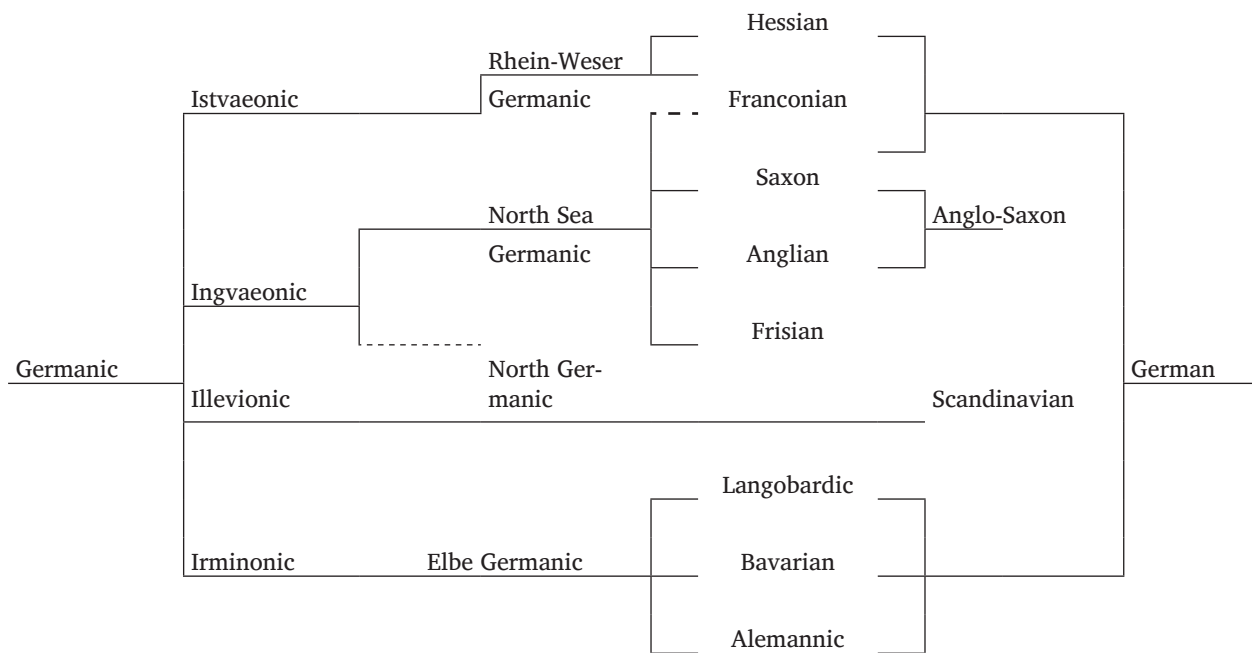 Hessian
Rhein-Weser
Istvaeonic Germanic Franconian
Saxon
North Sea Anglo-Saxon
Germanic Anglian
Ingvaeonic
Frisian
Germanic North Ger- German
Illevionic manic Scandinavian
Langobardic
Irminonic Elbe Germanic Bavarian
Alemannic